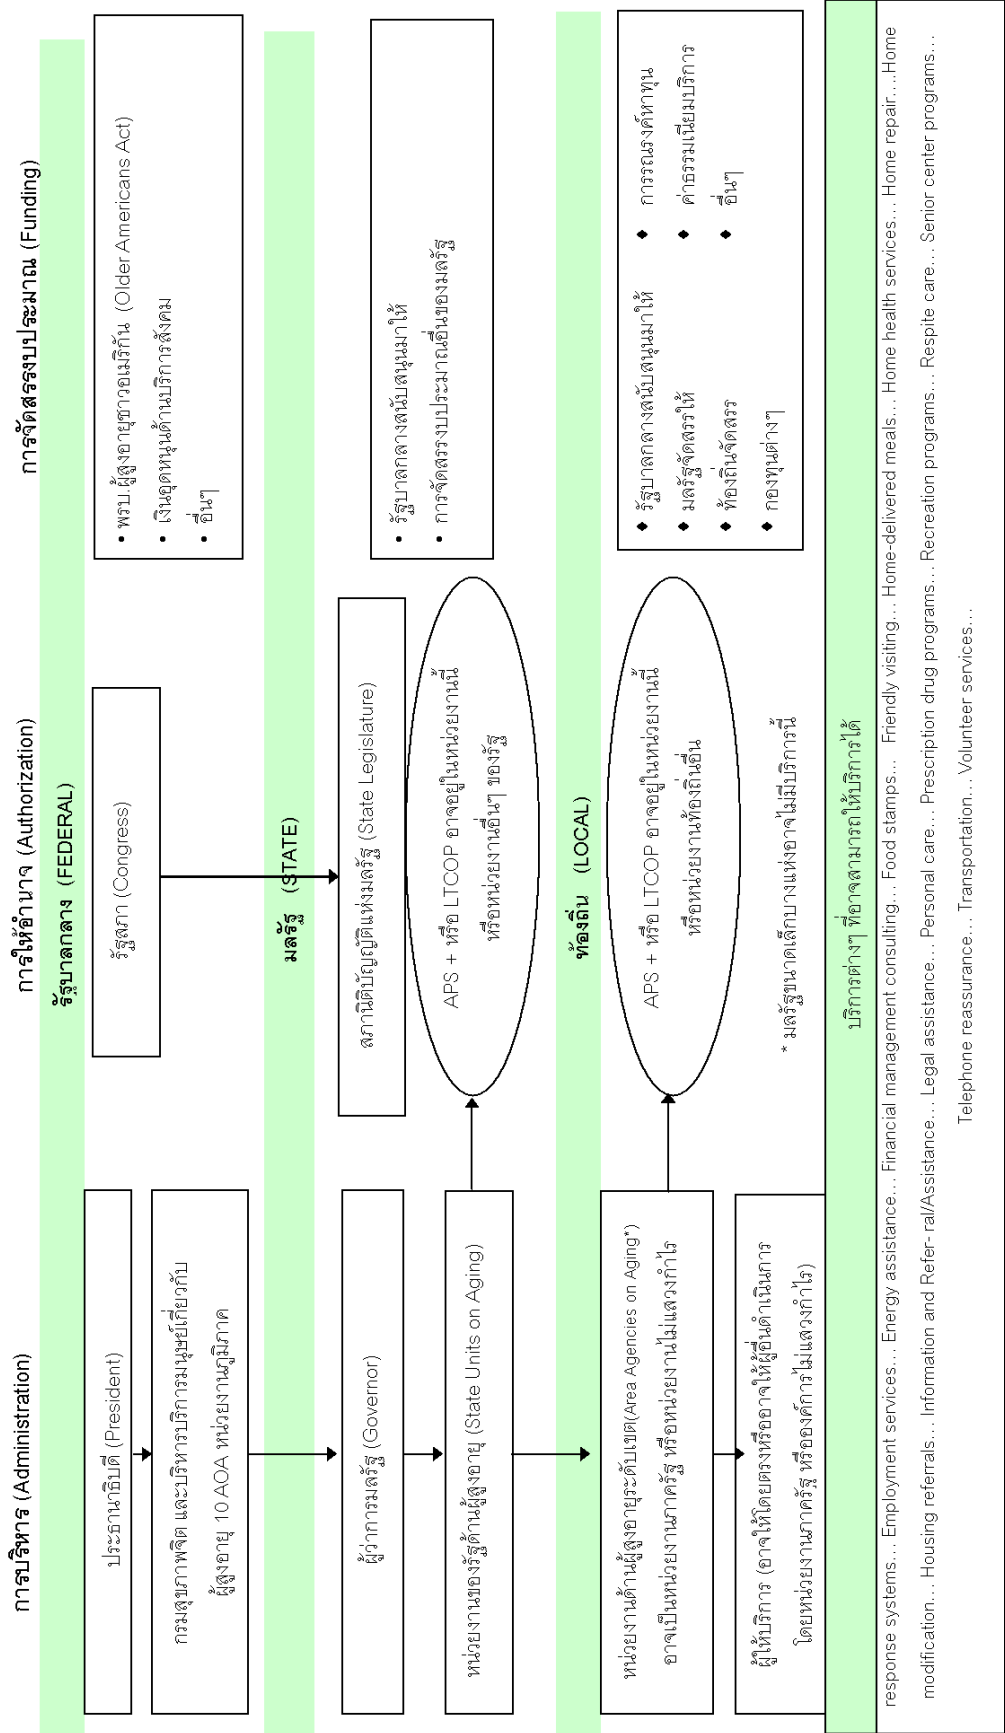 การบริหาร (Administration)
การให้อำนาจ (Authorization)
การจัดสรรงบประมาณ (Funding)
รัฐบาลกลาง (FEDERAL)
ประธานาธิบดี (President)
กรมสุขภาพจิต และบริหารบริการมนุษย์เกี่ยวกับ
ผู้สูงอายุ 10 AOA หน่วยงานภูมิภาค
รัฐสภา (Congress)
• พรบ.ผู้สูงอายุชาวอเมริกัน (Older Americans Act)
• เงินอุดหนุนด้านบริการสังคม
• อื่นๆ
มลรัฐ (STATE)
ผู้ว่าการมลรัฐ (Governor)
หน่วยงานของรัฐด้านผู้สูงอายุ (State Units on Aging)
สภานิติบัญญัติแห่งมลรัฐ (State Legislature)
APS + หรือ LTCOP อาจอยู่ในหน่วยงานนี้
หรือหน่วยงานอื่นๆ ของรัฐ
• รัฐบาลกลางสนับสนุนมาให้
• การจัดสรรงบประมาณอื่นของมลรัฐ
ท้องถิ่น (LOCAL)
หน่วยงานด้านผู้สูงอายุระดับเขต(Area Agencies on Aging*)
อาจเป็นหน่วยงานภาครัฐ หรือหน่วยงานไม่แสวงกำไร
ผู้ให้บริการ (อาจให้โดยตรงหรืออาจให้ผู้อื่นดำเนินการ
โดยหน่วยงานภาครัฐ หรือองค์การไม่แสวงกำไร)
APS + หรือ LTCOP อาจอยู่ในหน่วยงานนี้
หรือหน่วยงานท้องถิ่นอื่น
* มลรัฐขนาดเล็กบางแห่งอาจไม่มีบริการนี้
♦ รัฐบาลกลางสนับสนุนมาให้
♦ มลรัฐจัดสรรให้
♦ ท้องถิ่นจัดสรร
♦ กองทุนต่างๆ
♦ การรณรงค์หาทุน
♦ ค่าธรรมเนียมบริการ
♦ อื่นๆ
บริการต่างๆ ที่อาจสามารถให้บริการได้
response systems… Employment services… Energy assistance… Financial management consulting… Food stamps… Friendly visiting… Home-delivered meals… Home health services… Home repair….Home
modification… Housing referrals… Information and Refer- ral/Assistance… Legal assistance… Personal care… Prescription drug programs… Recreation programs… Respite care… Senior center programs…
Telephone reassurance… Transportation… Volunteer services…